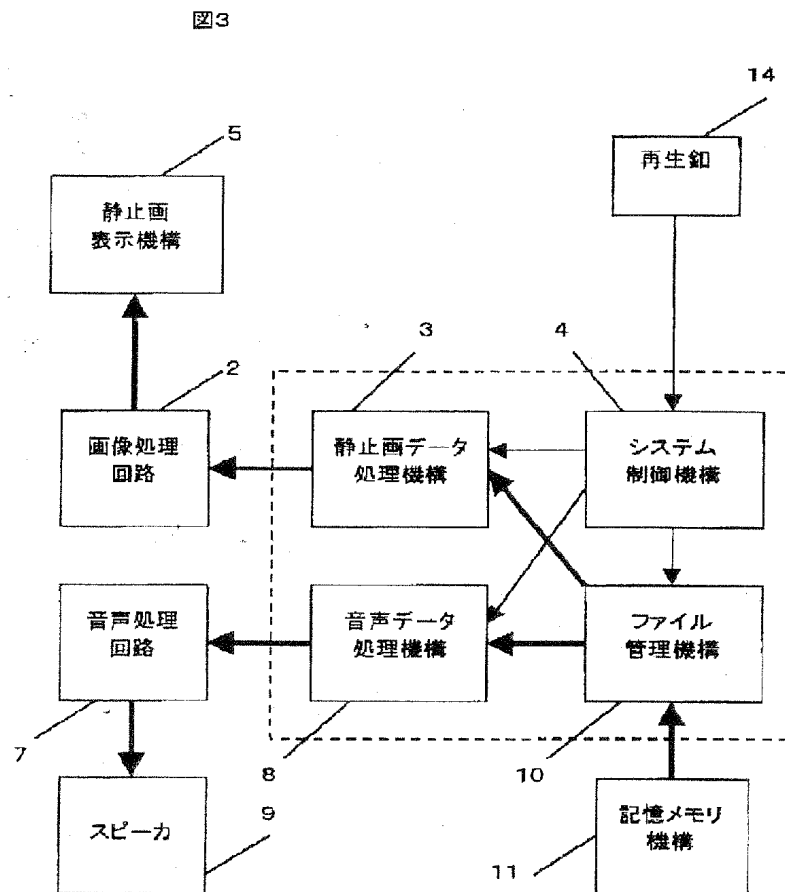 図3
14
再生釦
5
静止画
表示機構
2
3
4
画像処理
回路
静止画データ
処理機構
システム
制御機構
音声処理
回路
音声データ
処理機構
ファイル
管理機構
7
8
10
スピーカ
9
記憶メモリ
機構
11